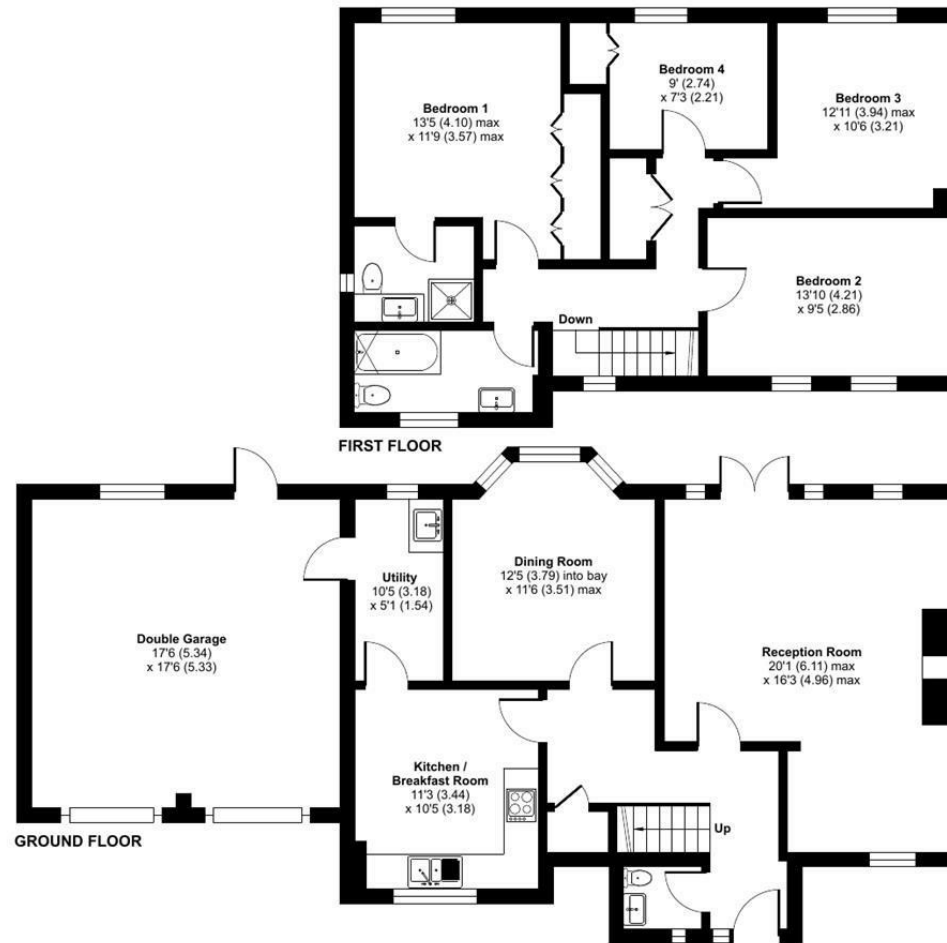 Bedroom 1
13'5 (4.10) max
x 11'9 (3.57) max
Bedroom 4
9' (2.74)
x 7'3 (2.21)
Bedroom 3
12'11 (3.94) max
x 10'6 (3.21)
Bedroom 2
13'10 (4.21)
x 9'5 (2.86)
Down
FIRST FLOOR
Double Garage
17'6 (5.34)
x 17'6 (5.33)
Utility
10'5 (3.18)
x 5'1 (1.54)
Dining Room
12'5 (3.79) into bay
x 11'6 (3.51) max
Reception Room
20'1 (6.11) max
x 16'3 (4.96) max
Kitchen /
Breakfast Room
11'3 (3.44)
x 10'5 (3.18)
Up
GROUND FLOOR